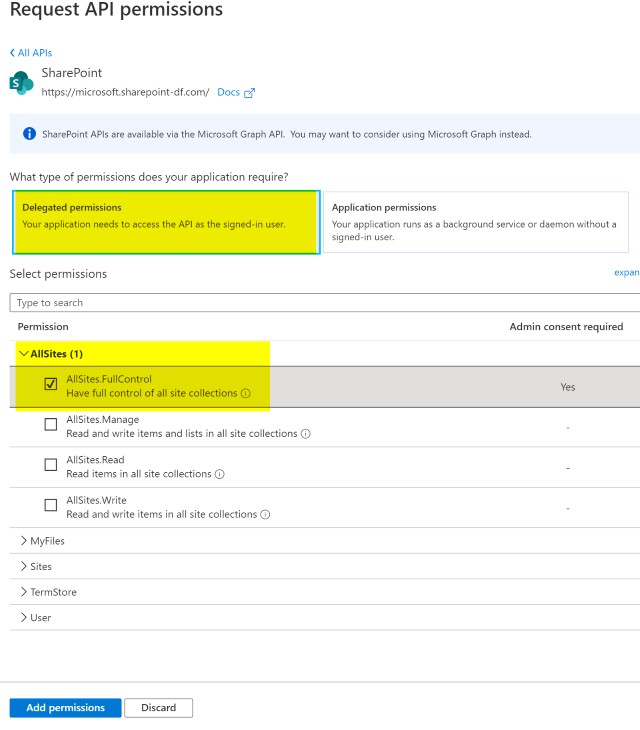 Request API permissions
All APIs
S
SharePoint
https://microsoft.sharepoint-df.com/ Docs
SharePoint APIs are available via the Microsoft Graph API. You may want to consider using Microsoft Graph instead.
What type of permissions does your application require?
Delegated permissions
Your application needs to access the API as the signed-in user.
Application permissions
Your application runs as a background service or daemon without a
signed-in user.
Select permissions
expan
Type to search
Permission
Admin consent required
AllSites (1)
AllSites.FullControl
Have full control of all site collections
Yes
AllSites.Manage
Read and write items and lists in all site collections
-
AllSites.Read
Read items in all site collections
-
AllSites.Write
Read and write items in all site collections
-
MyFiles
Sites
TermStore
User
Add permissions
Discard